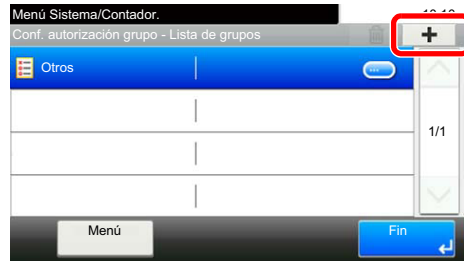 Menú Sistema/Contador.
Conf. autorización grupo - Lista de grupos
Otros
1/1
Menú
Fin